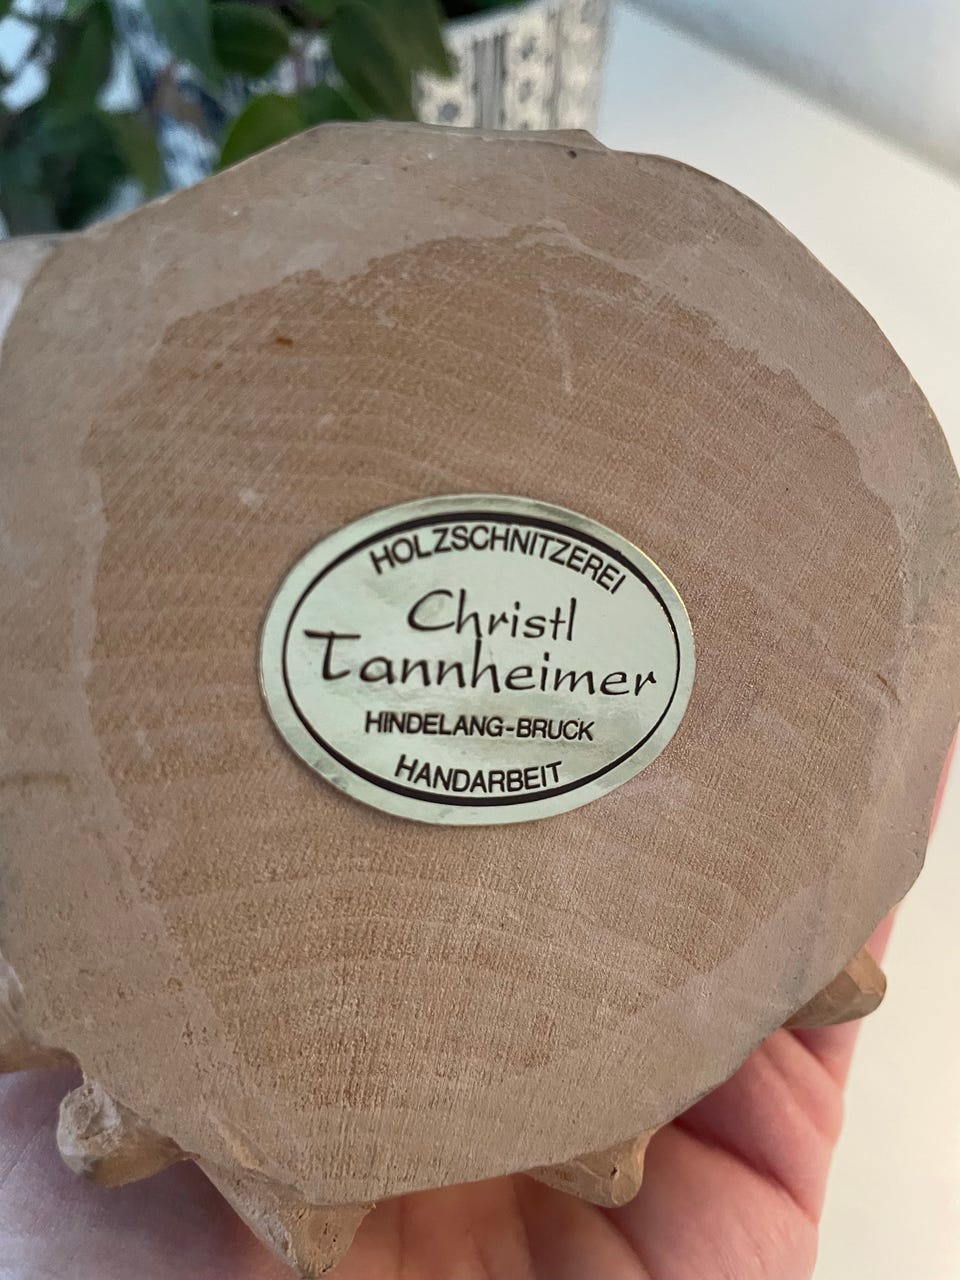 HOLZSCHNITZEREI
Christl
Tannheimer
HINDELANG-BRUCK
HANDARBEIT